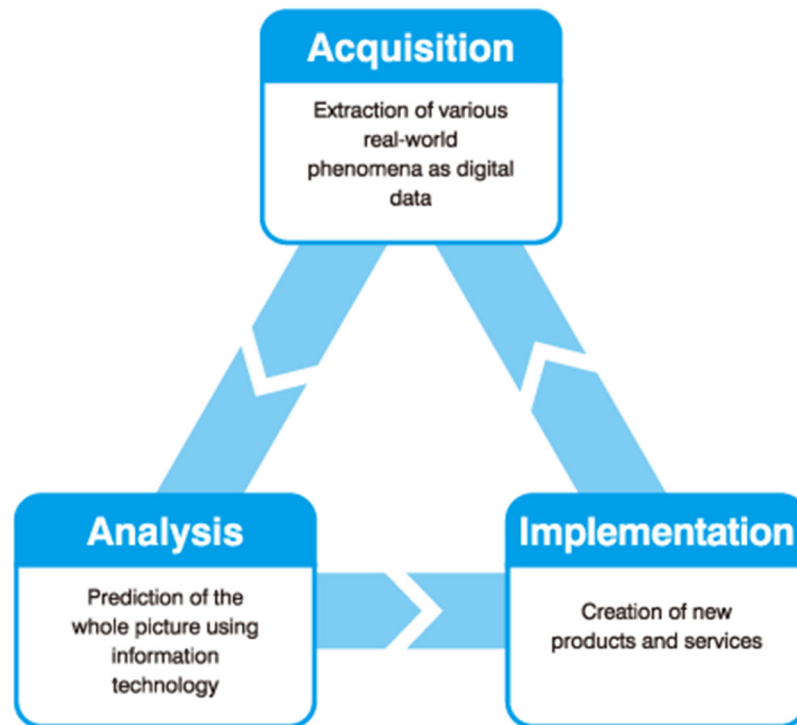 Acquisition
Extraction of various
real-world
phenomena as digital
data
Analysis
Prediction of the
whole picture using
information
technology
Implementation
Creation of new
products and services